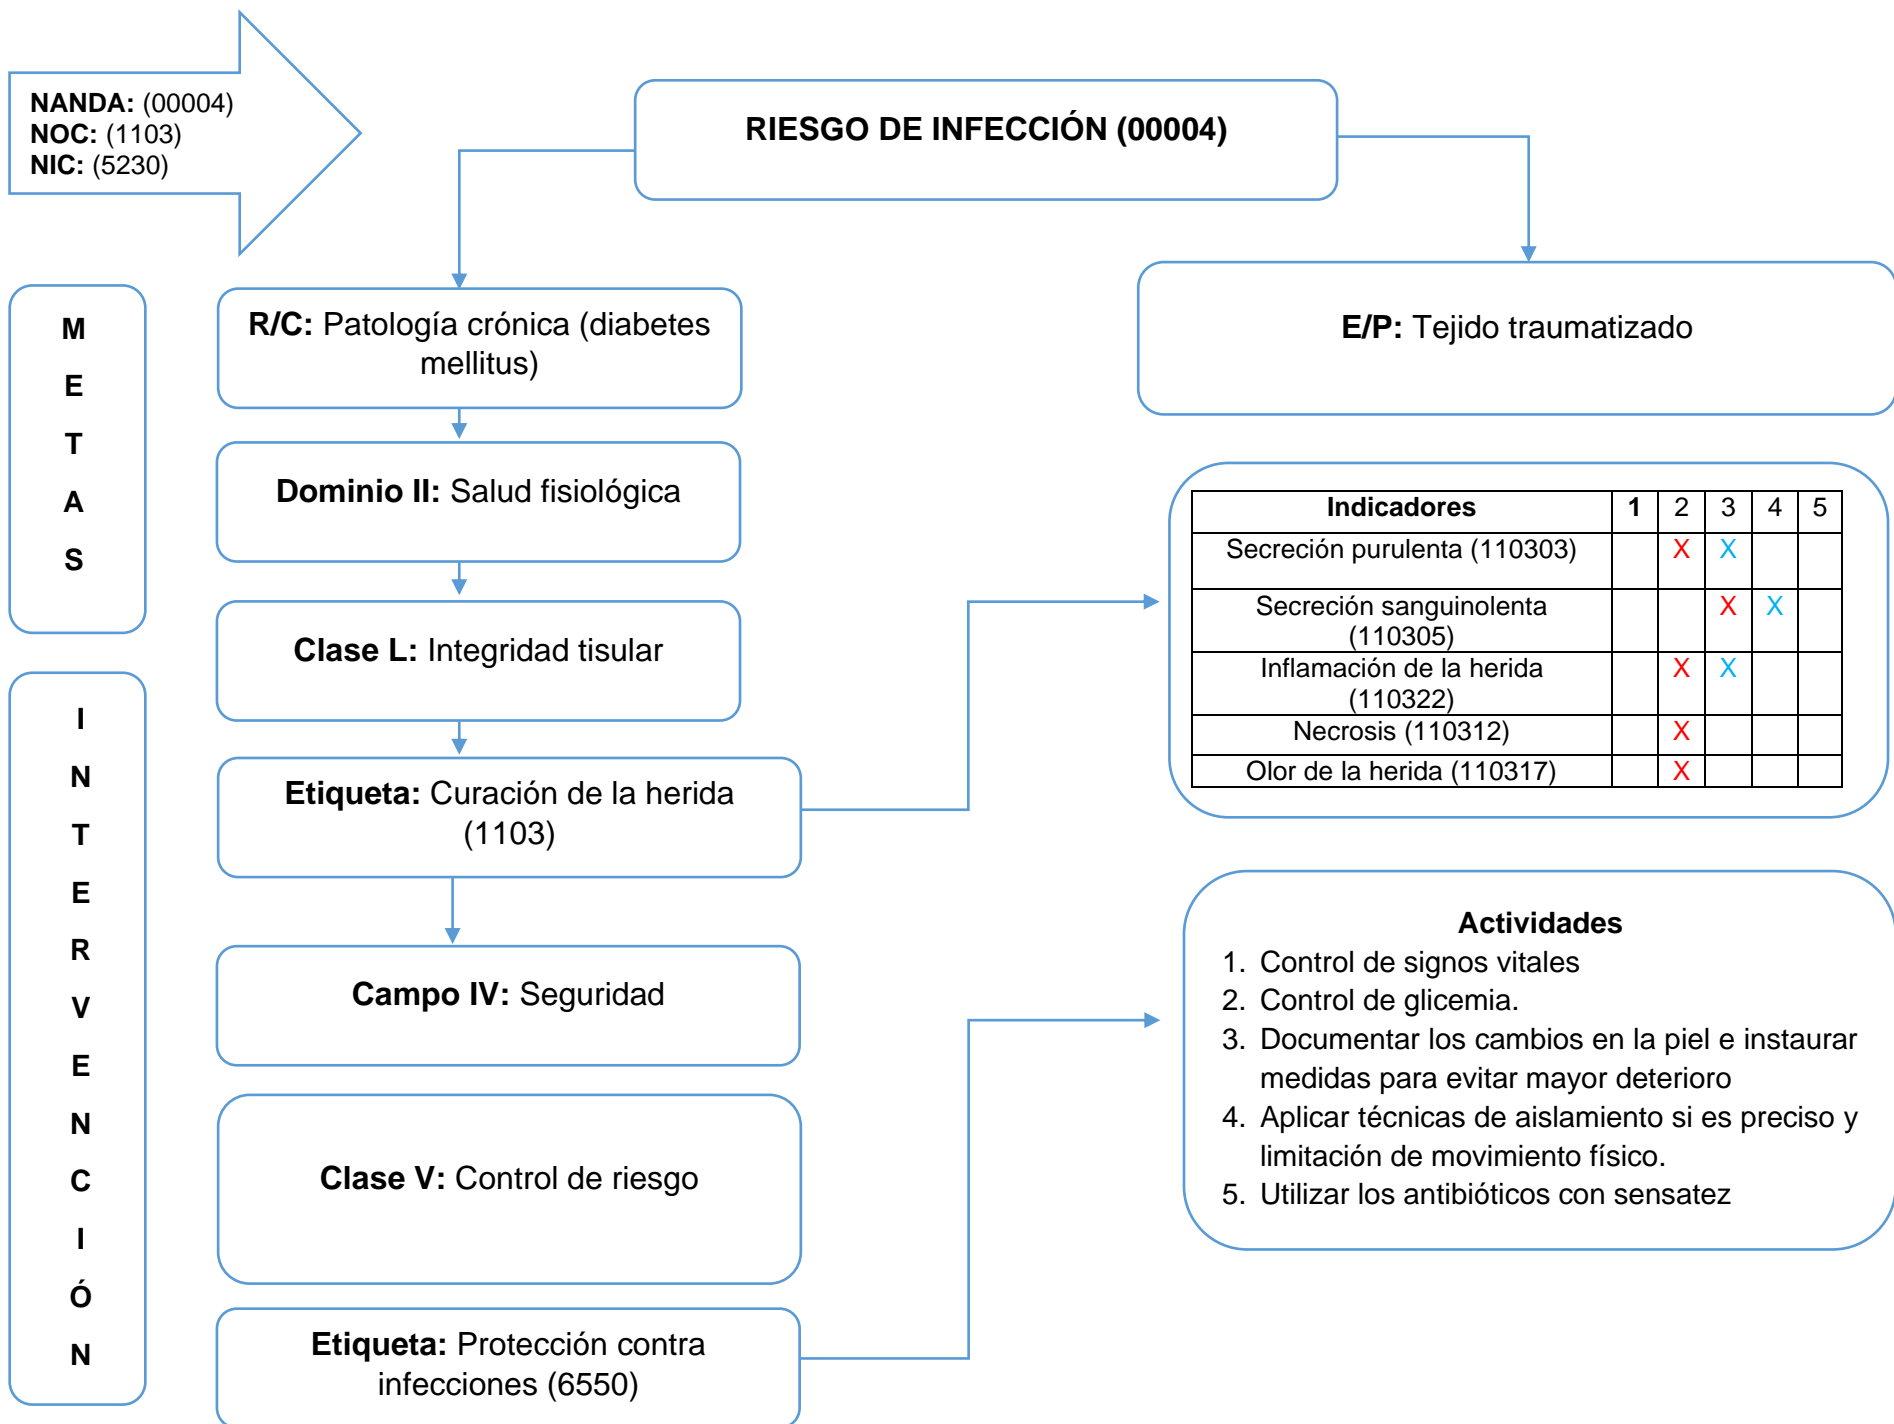 NANDA: (00004)
NOC: (1103)
NIC: (5230)
RIESGO DE INFECCIÓN (00004)
M
E
T
A
S
R/C: Patología crónica (diabetes
mellitus)
E/P: Tejido traumatizado
Dominio II: Salud fisiológica
Clase L: Integridad tisular
Etiqueta: Curación de la herida
(1103)
Indicadores 1 2 3 4 5
Secreción purulenta (110303) X X
Secreción sanguinolenta
(110305) X X
Inflamación de la herida
(110322) X X
Necrosis (110312) X
Olor de la herida (110317) X
I
N
T
E
R
V
E
N
C
I
Ó
N
Campo IV: Seguridad
Clase V: Control de riesgo
Etiqueta: Protección contra
infecciones (6550)
Actividades
1. Control de signos vitales
2. Control de glicemia.
3. Documentar los cambios en la piel e instaurar
medidas para evitar mayor deterioro
4. Aplicar técnicas de aislamiento si es preciso y
limitación de movimiento físico.
5. Utilizar los antibióticos con sensatez